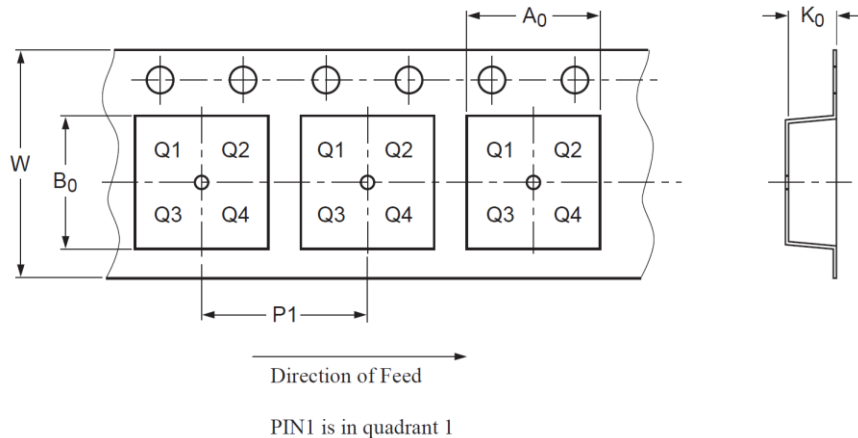 A0
K0
W
B0
Q1 Q2 Q1 Q2 Q1 Q2
Q3 Q4 Q3 Q4 Q3 Q4
P1
Direction of Feed
PIN1 is in quadrant 1